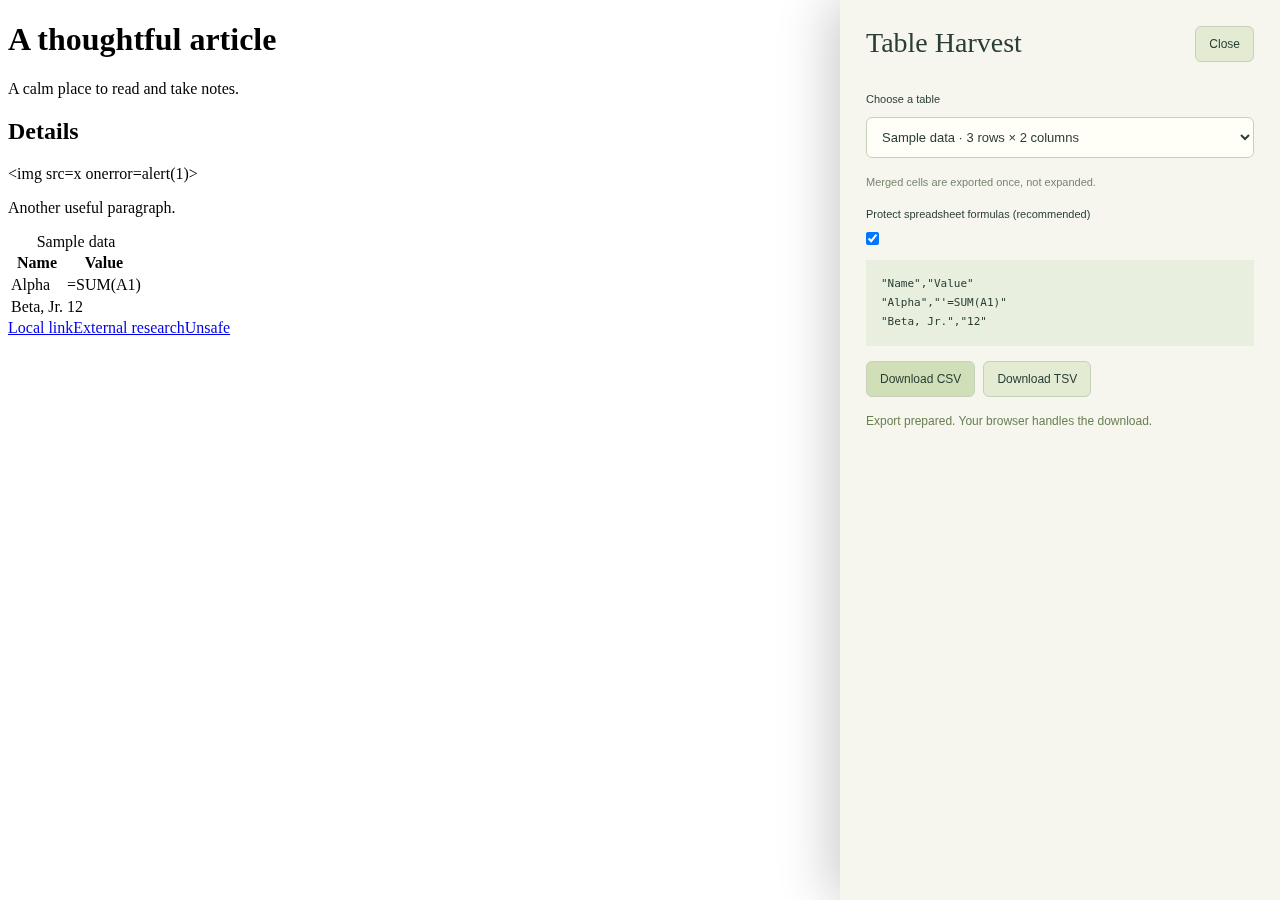 A thoughtful article
A calm place to read and take notes.
Details
<img src=x onerror=alert(1)>
Another useful paragraph.
Sample data
Name Value
Alpha =SUM(A1)
Beta, Jr. 12
Local linkExternal researchUnsafe
Table Harvest
Close
Choose a table
Sample data · 3 rows × 2 columns
Merged cells are exported once, not expanded.
Protect spreadsheet formulas (recommended)
"Name","Value"
"Alpha","'=SUM(A1)"
"Beta, Jr.","12"
Download CSV Download TSV
Export prepared. Your browser handles the download.